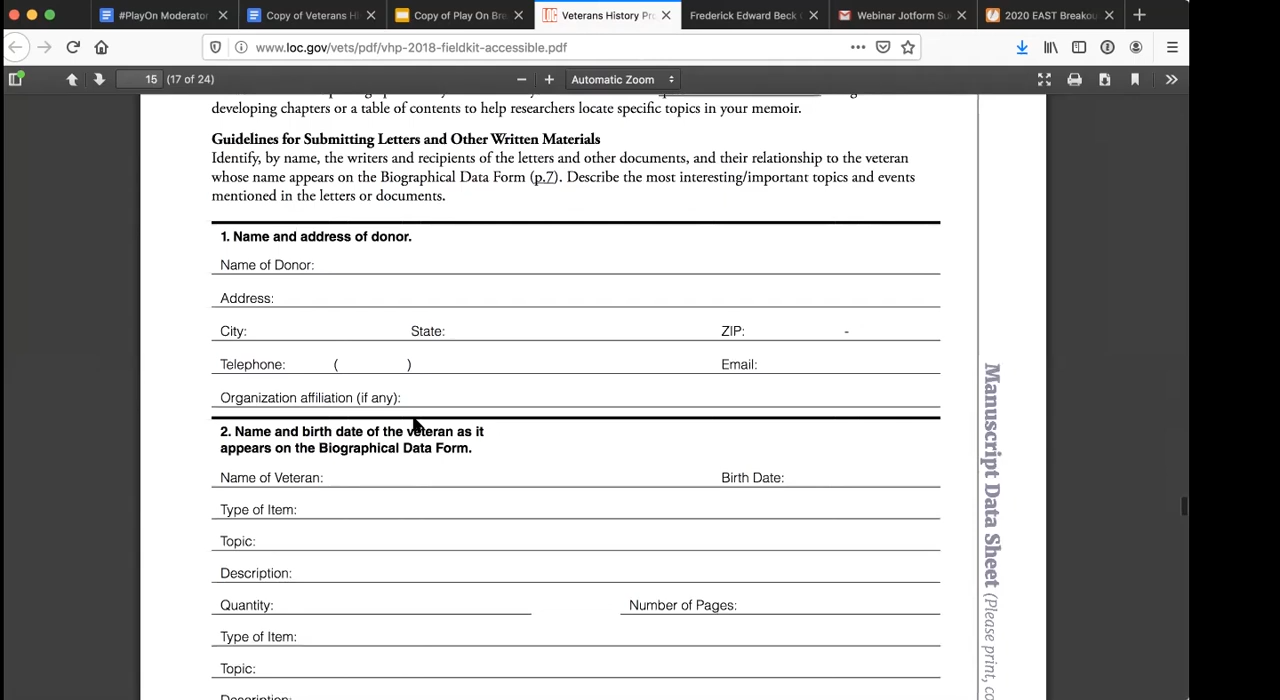 #PlayOn Moderator
Copy of Veterans Hi
Copy of Play On Bre
Veterans History Pro
Frederick Edward Beck
Webinar Jotform Su
2020 EAST Breakou
www.loc.gov/vets/pdf/vhp-2018-fieldkit-accessible.pdf
15 (17 of 24)
Automatic Zoom
developing chapters or a table of contents to help researchers locate specific topics in your memoir.
Guidelines for Submitting Letters and Other Written Materials
Identify, by name, the writers and recipients of the letters and other documents, and their relationship to the veteran
whose name appears on the Biographical Data Form (p.7). Describe the most interesting/important topics and events
mentioned in the letters or documents.
1. Name and address of donor.
Name of Donor:
Address:
City: State: ZIP: -
Telephone: ( ) Email:
Organization affiliation (if any):
2. Name and birth date of the veteran as it
appears on the Biographical Data Form.
Name of Veteran: Birth Date:
Type of Item:
Topic:
Description:
Quantity: Number of Pages:
Type of Item:
Topic:
Description:
Manuscript Data Sheet (Please print, co